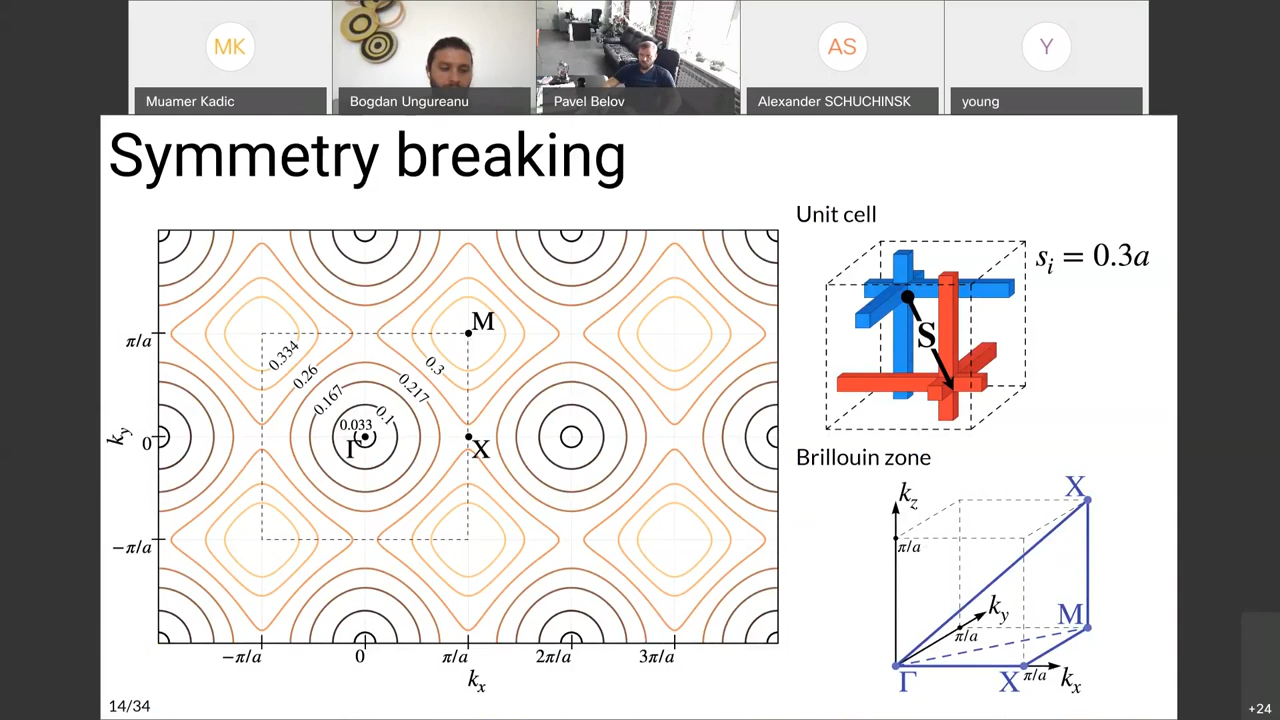 MK
AS
Y
Muamer Kadic
Bogdan Ungureanu
Pavel Belov
Alexander SCHUCHINSK
young
Symmetry breaking
Unit cell
sᵢ = 0.3a
S
M
π/a
0.334
0.26
0.3
0.217
0.167
0.1
0.033
Γ
X
k_y
0
−π/a
−π/a
0
π/a
2π/a
3π/a
k_x
Brillouin zone
k_z
X
π/a
k_y
π/a
M
Γ
X
π/a
k_x
14/34
+24